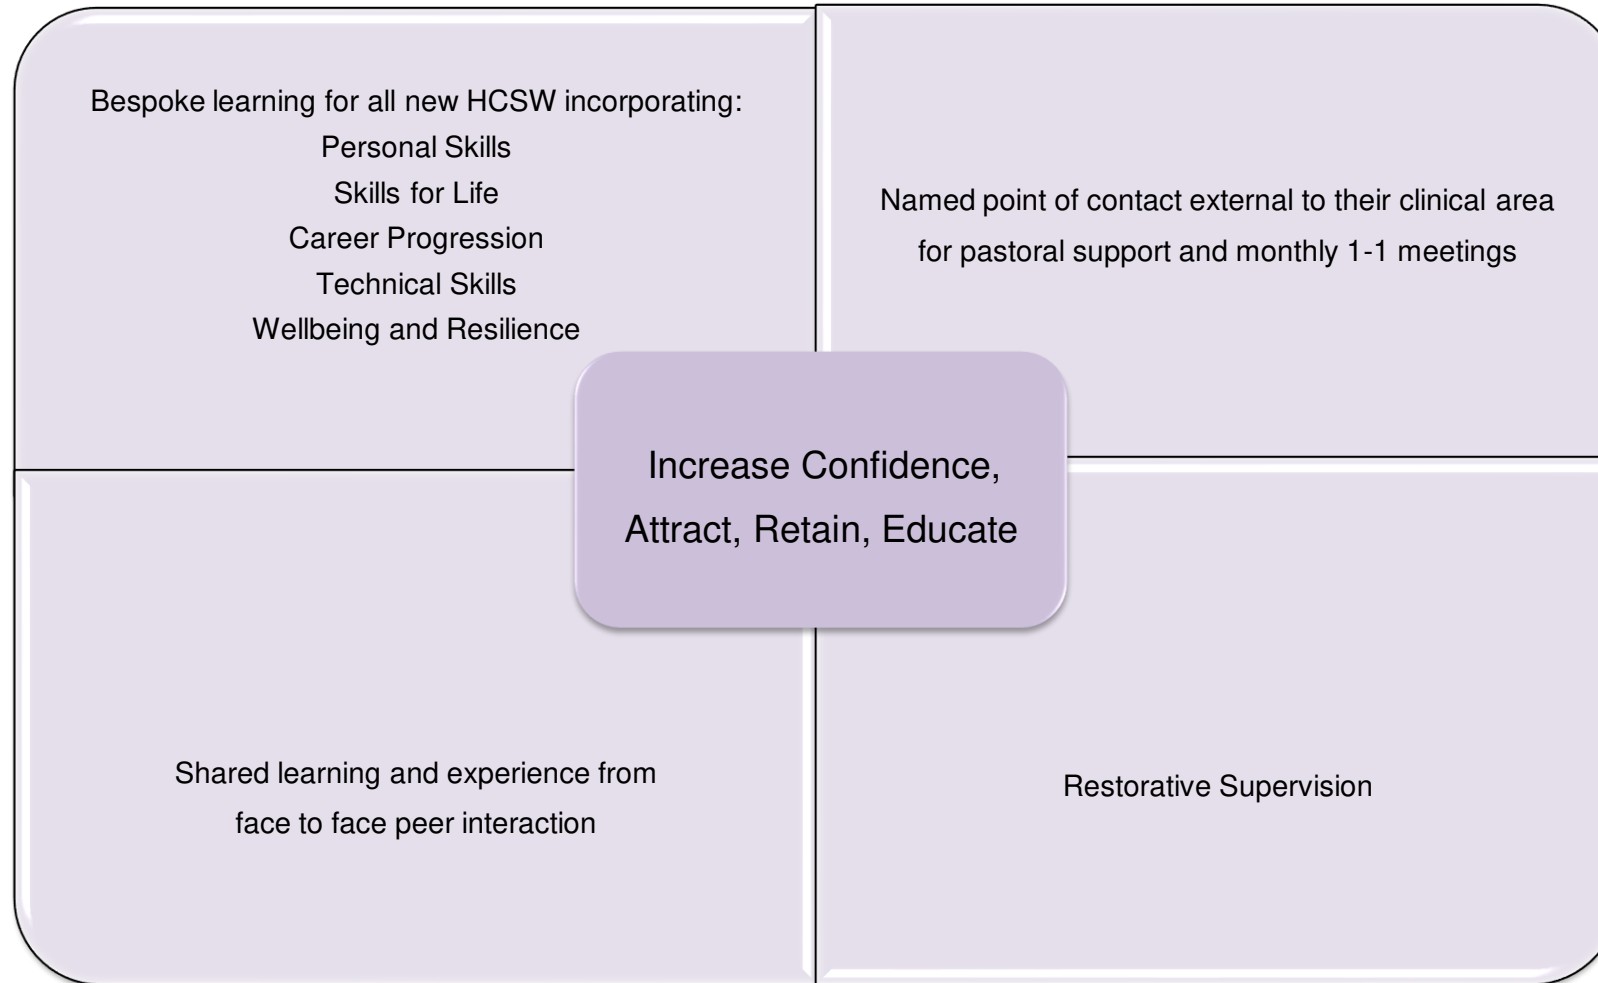 Bespoke learning for all new HCSW incorporating:
Personal Skills
Skills for Life
Career Progression
Technical Skills
Wellbeing and Resilience
Named point of contact external to their clinical area
for pastoral support and monthly 1-1 meetings
Increase Confidence,
Attract, Retain, Educate
Shared learning and experience from
face to face peer interaction
Restorative Supervision